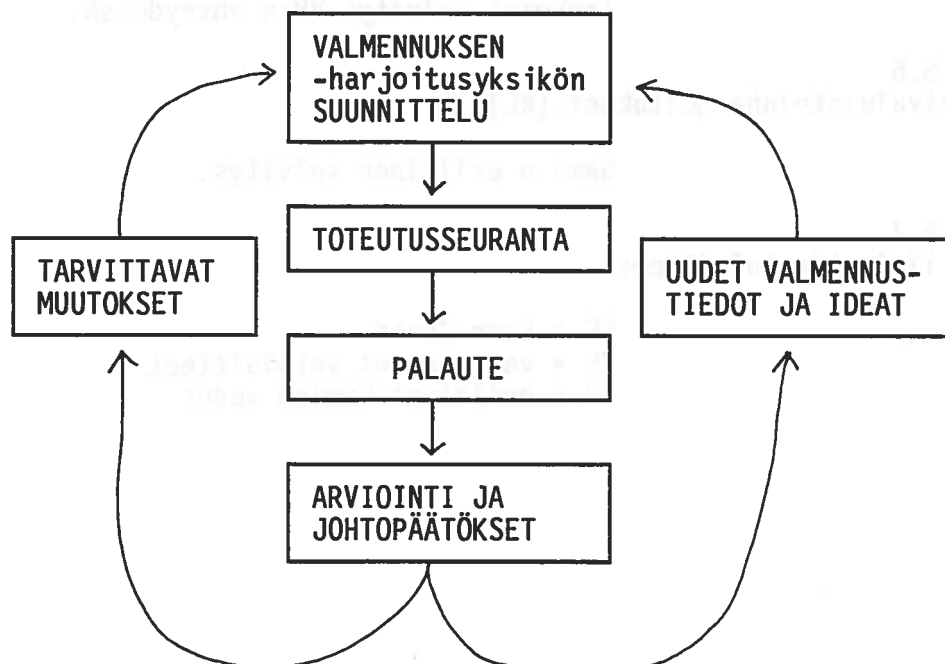 VALMENNUKSEN
-harjoitusyksikön
SUUNNITTELU
TOTEUTUSSEURANTA
TARVITTAVAT
MUUTOKSET
UUDET VALMENNUS-
TIEDOT JA IDEAT
PALAUTE
ARVIOINTI JA
JOHTOPÄÄTÖKSET